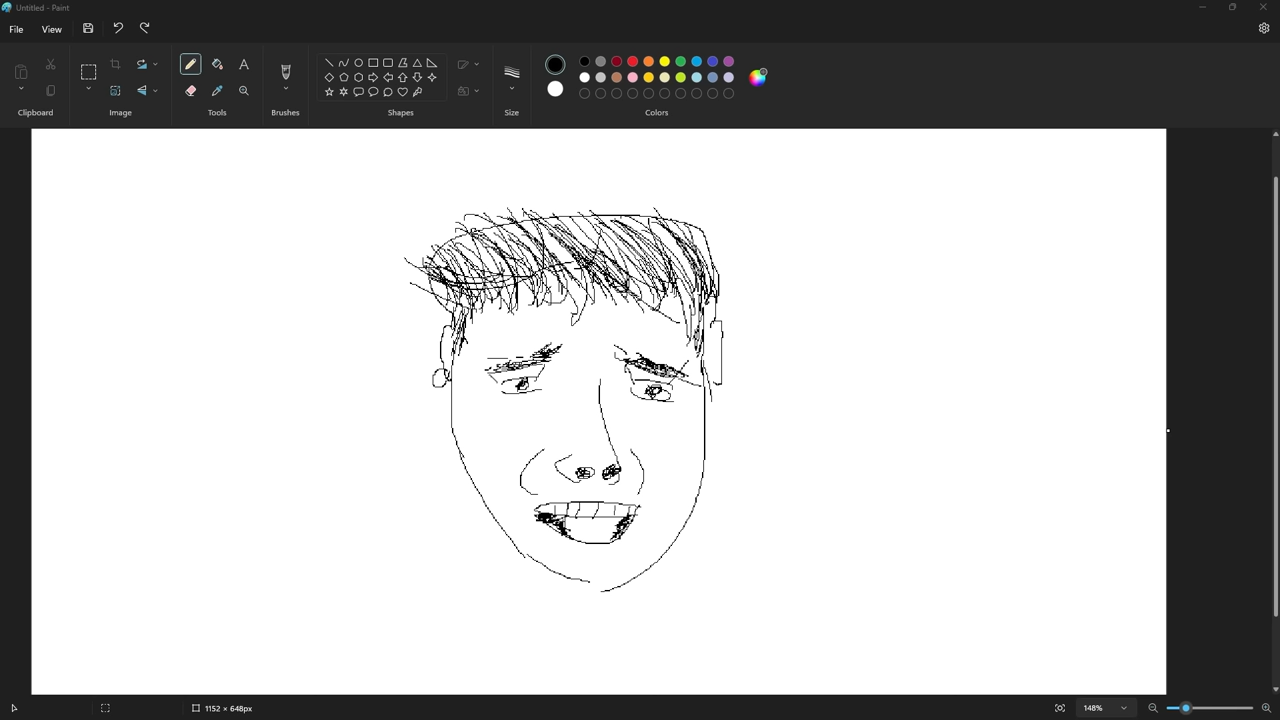 Untitled - Paint
File View
Clipboard Image Tools Brushes Shapes Size Colors
1152 × 648px 148%